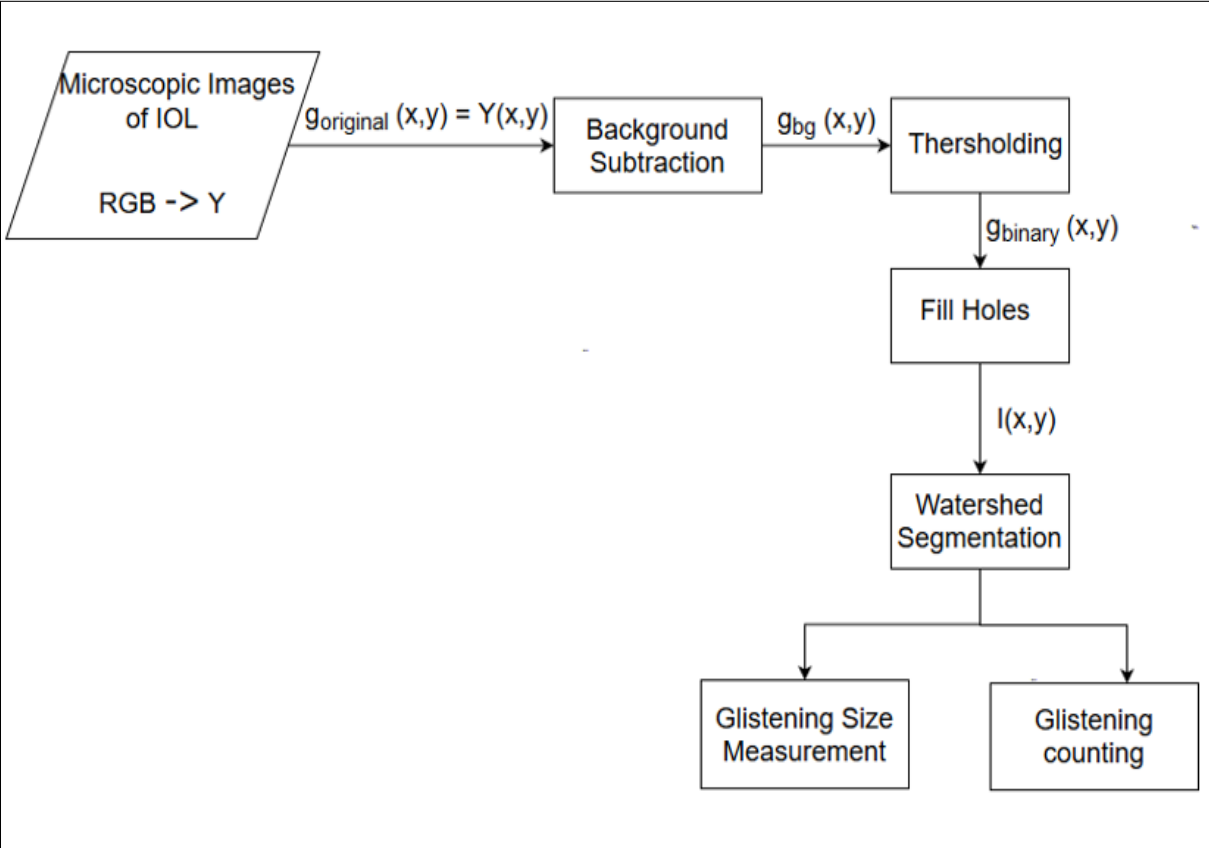 Microscopic Images
of IOL
RGB -> Y
goriginal (x,y) = Y(x,y)
Background
Subtraction
gbg (x,y)
Thersholding
gbinary (x,y)
Fill Holes
I(x,y)
Watershed
Segmentation
Glistening Size
Measurement
Glistening
counting